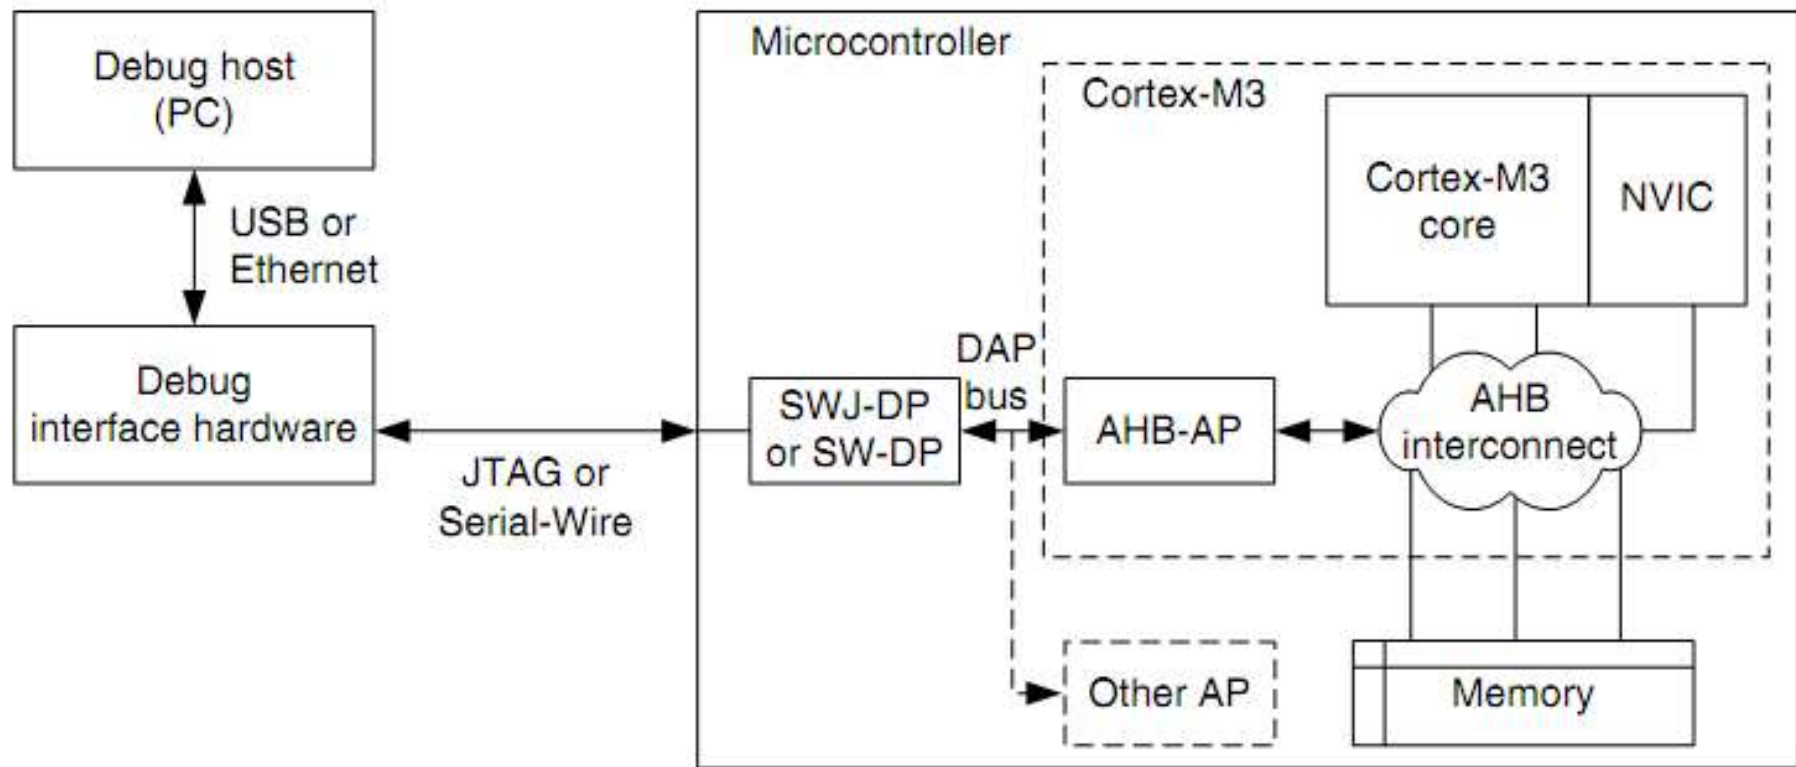 Debug host
(PC)
USB or
Ethernet
Debug
interface hardware
JTAG or
Serial-Wire
Microcontroller
SWJ-DP
or SW-DP
DAP
bus
Cortex-M3
AHB-AP
Cortex-M3
core
NVIC
AHB
interconnect
Other AP
Memory